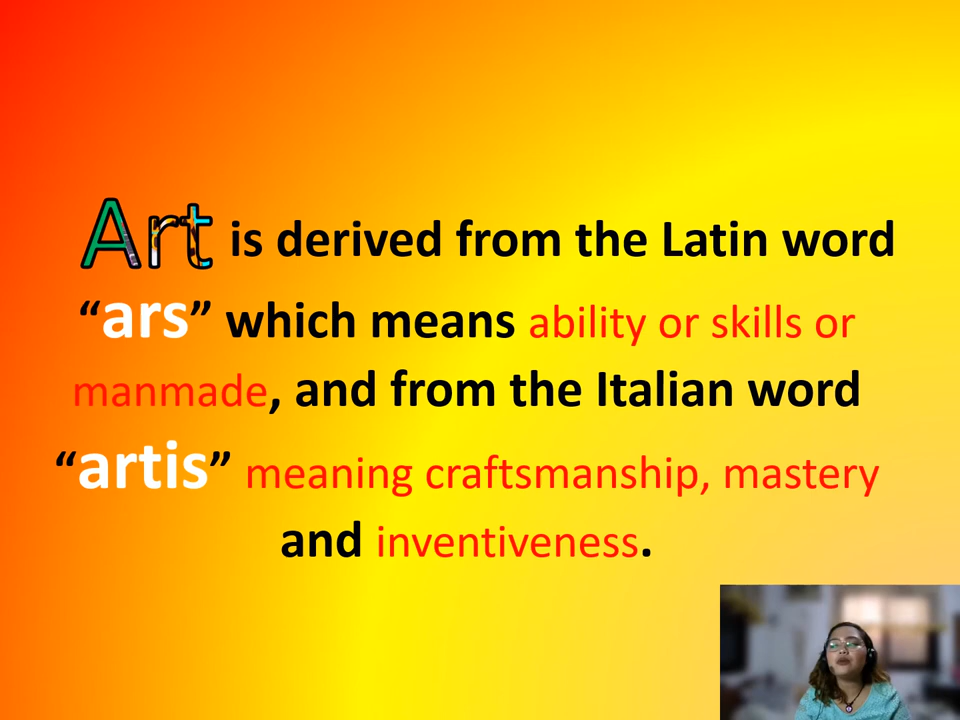 Art is derived from the Latin word
“ars” which means ability or skills or
manmade, and from the Italian word
“artis” meaning craftsmanship, mastery
and inventiveness.